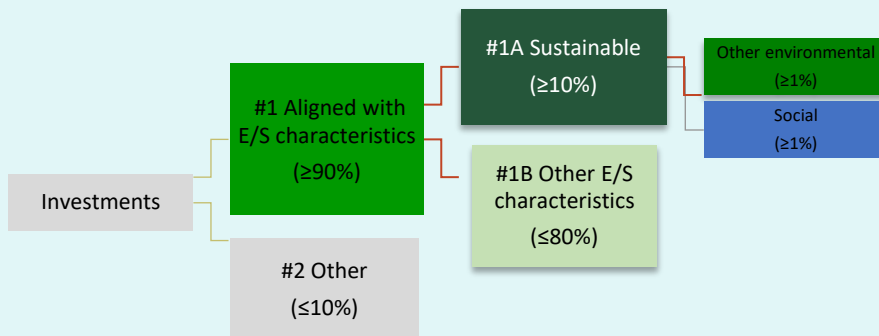 Investments
#1 Aligned with
E/S characteristics
(≥90%)
#2 Other
(≤10%)
#1A Sustainable
(≥10%)
#1B Other E/S
characteristics
(≤80%)
Other environmental
(≥1%)
Social
(≥1%)